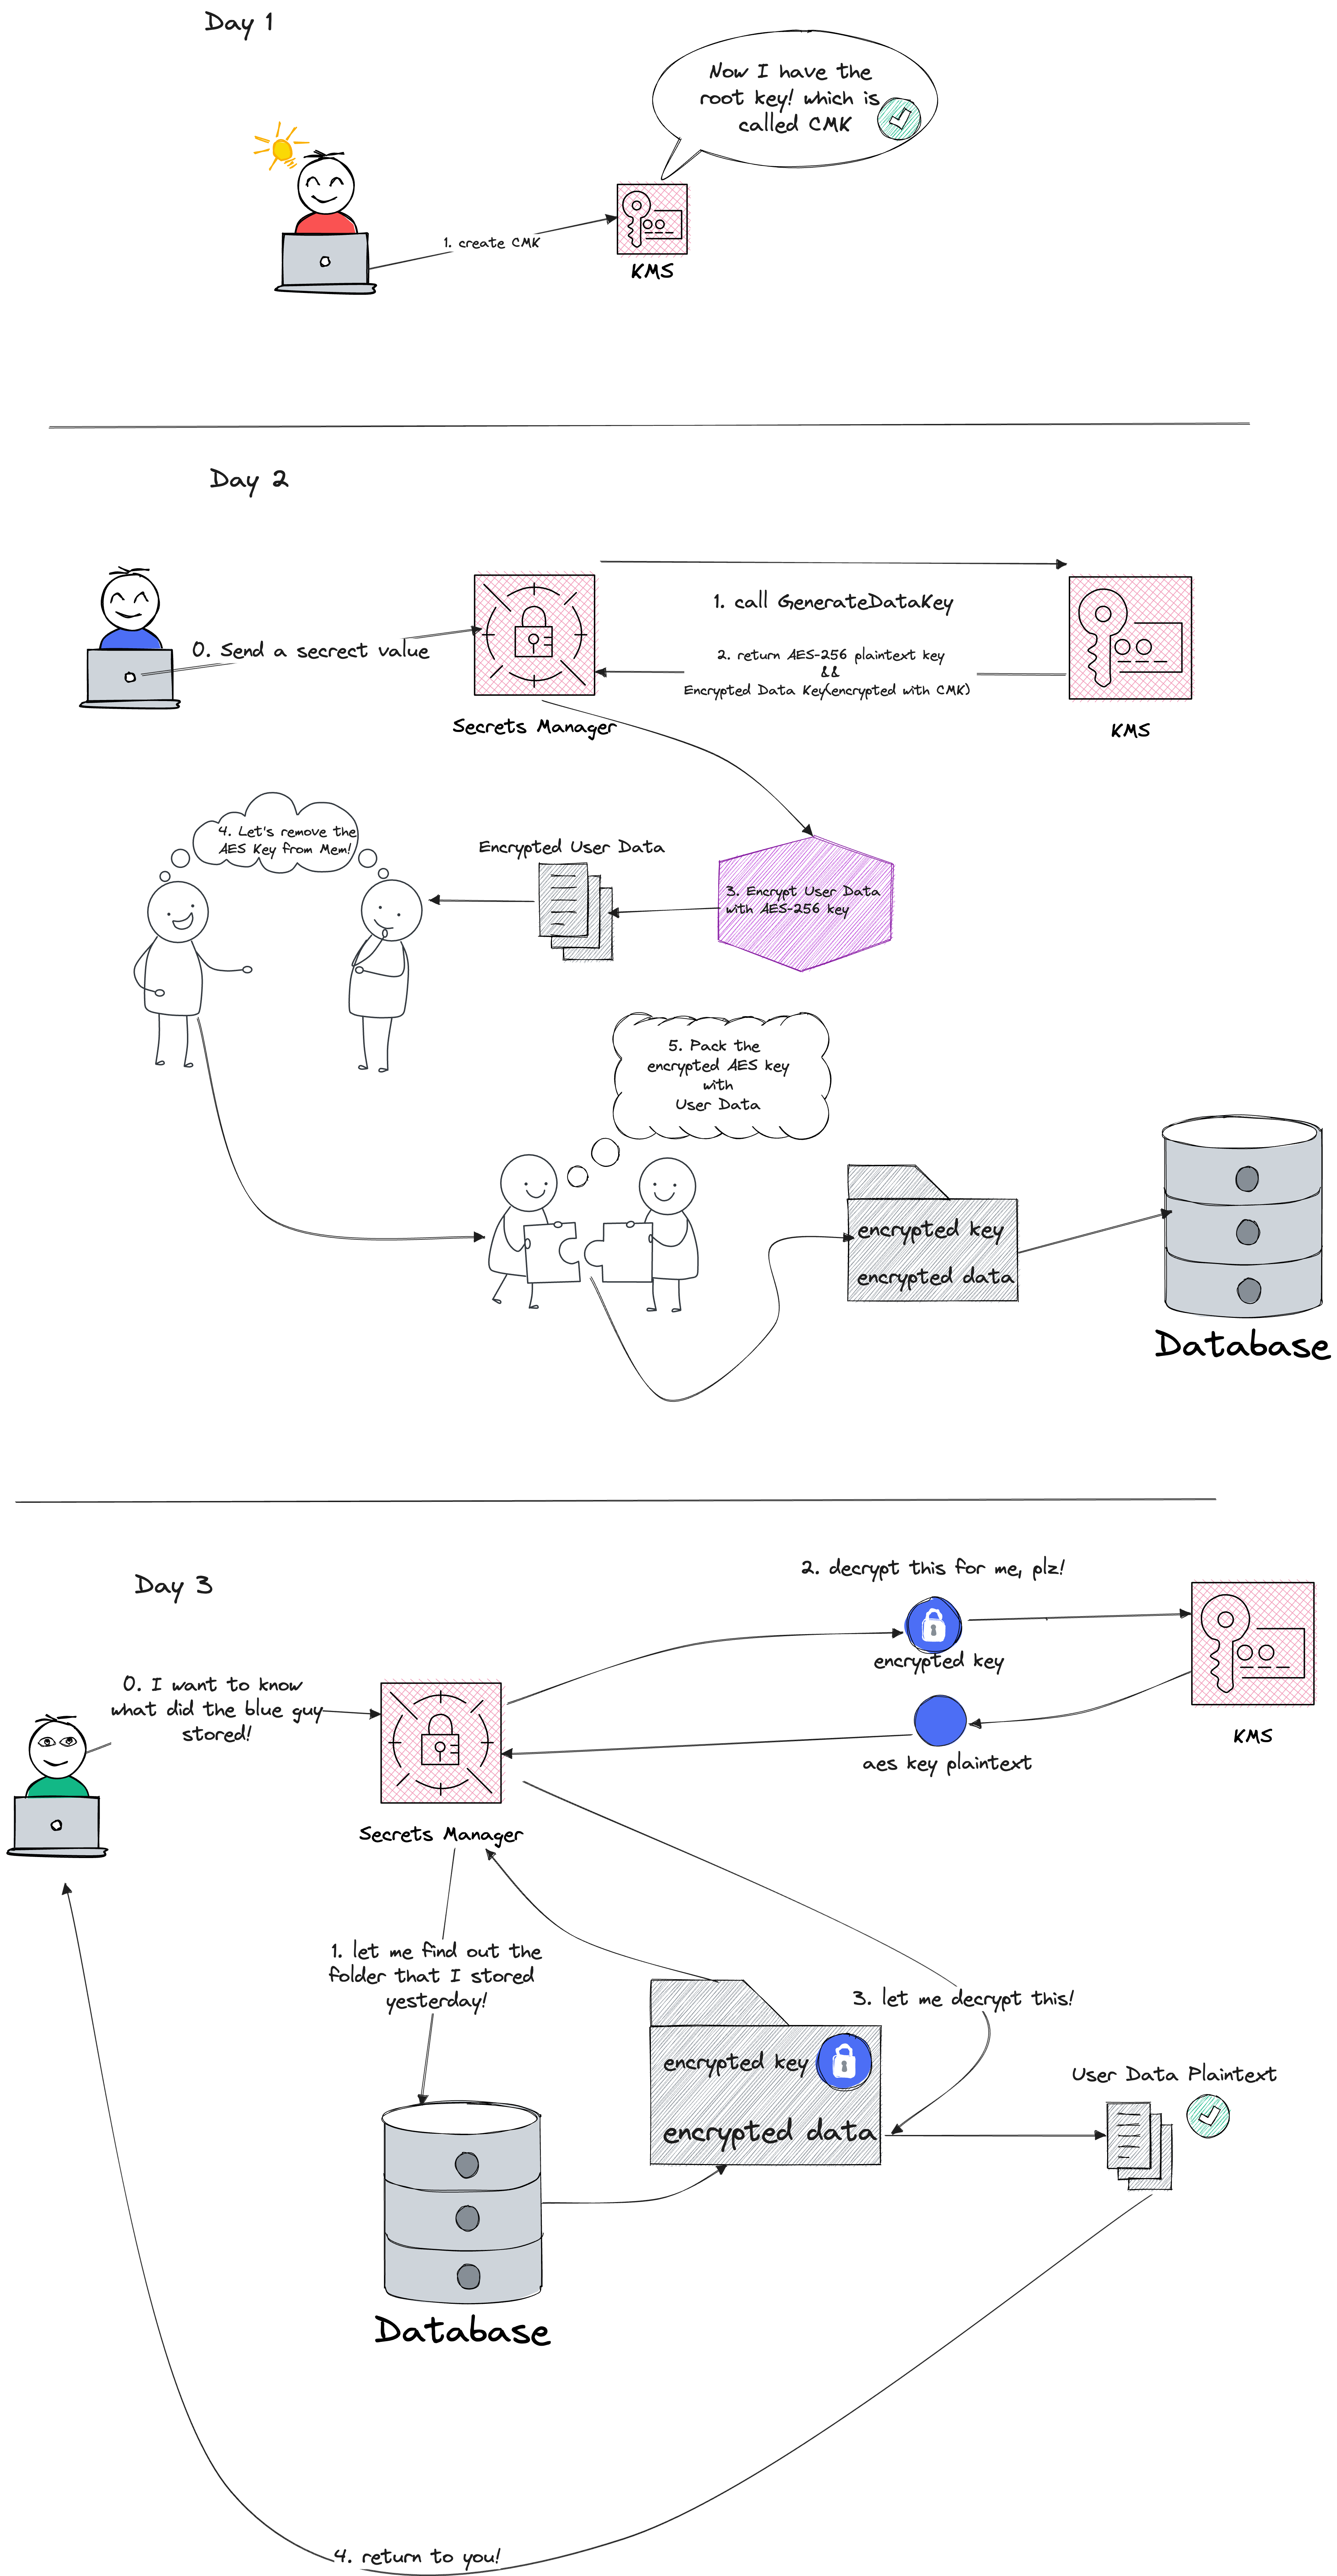 Day 1
Now I have the
root key! which is
called CMK
1. create CMK
KMS
Day 2
0. Send a secrect value
1. call GenerateDataKey
2. return AES-256 plaintext key
&&
Encrypted Data Key(encrypted with CMK)
Secrets Manager
KMS
4. Let's remove the
AES Key from Mem!
Encrypted User Data
3. Encrypt User Data
with AES-256 key
5. Pack the
encrypted AES key
with
User Data
encrypted key
encrypted data
Database
Day 3
2. decrypt this for me, plz!
encrypted key
0. I want to know
what did the blue guy
stored!
aes key plaintext
KMS
Secrets Manager
1. let me find out the
folder that I stored
yesterday!
3. let me decrypt this!
encrypted key
encrypted data
User Data Plaintext
Database
4. return to you!